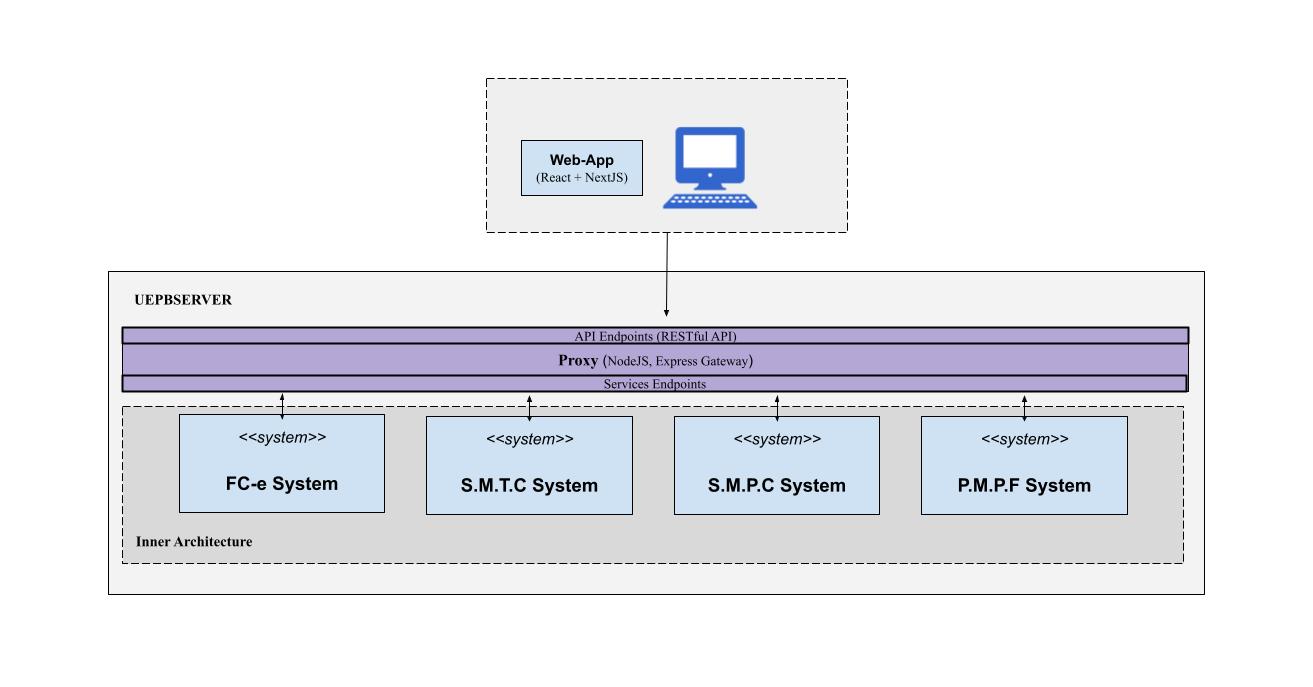 Web-App
(React + NextJS)
UEPBSERVER
API Endpoints (RESTful API)
Proxy (NodeJS, Express Gateway)
Services Endpoints
<<system>>
FC-e System
<<system>>
S.M.T.C System
<<system>>
S.M.P.C System
<<system>>
P.M.P.F System
Inner Architecture